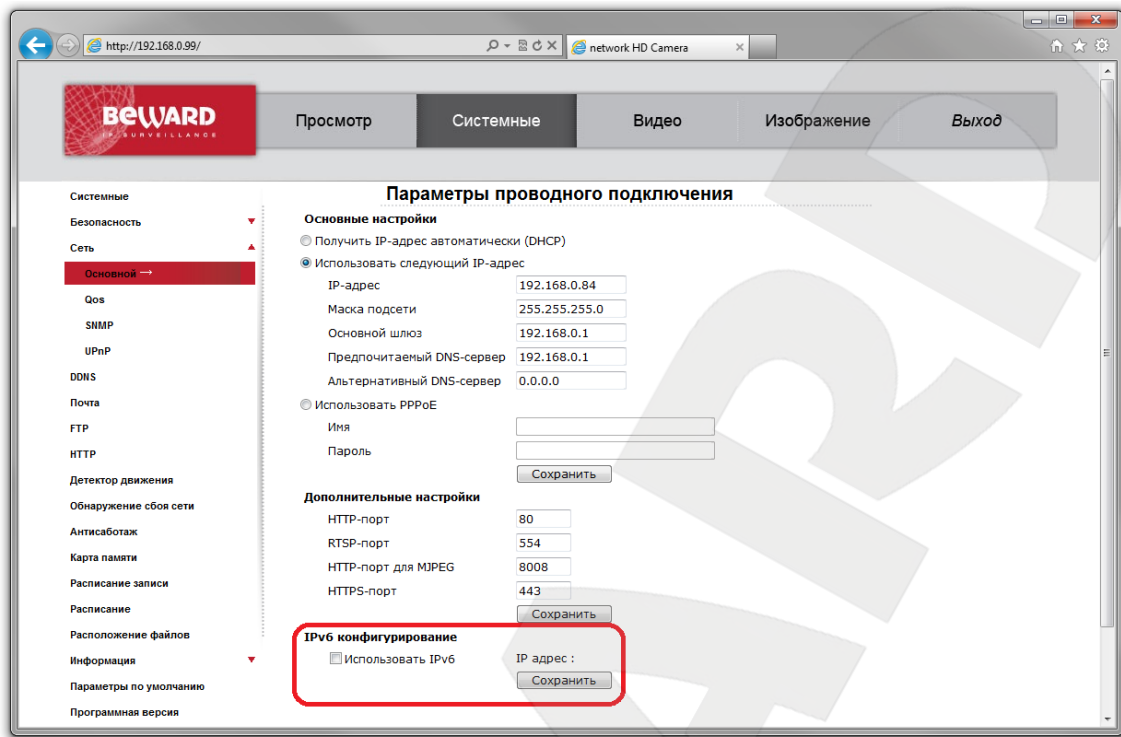 http://192.168.0.99/
network HD Camera
BEWARD
IP SURVEILLANCE
Просмотр
Системные
Видео
Изображение
Выход
Параметры проводного подключения
Системные
Безопасность
Сеть
Основной →
Qos
SNMP
UPnP
DDNS
Почта
FTP
HTTP
Детектор движения
Обнаружение сбоя сети
Антисаботаж
Карта памяти
Расписание записи
Расписание
Расположение файлов
Информация
Параметры по умолчанию
Программная версия
Основные настройки
Получить IP-адрес автоматически (DHCP)
Использовать следующий IP-адрес
IP-адрес 192.168.0.84
Маска подсети 255.255.255.0
Основной шлюз 192.168.0.1
Предпочитаемый DNS-сервер 192.168.0.1
Альтернативный DNS-сервер 0.0.0.0
Использовать PPPoE
Имя
Пароль
Сохранить
Дополнительные настройки
HTTP-порт 80
RTSP-порт 554
HTTP-порт для MJPEG 8008
HTTPS-порт 443
Сохранить
IPv6 конфигурирование
Использовать IPv6 IP адрес :
Сохранить